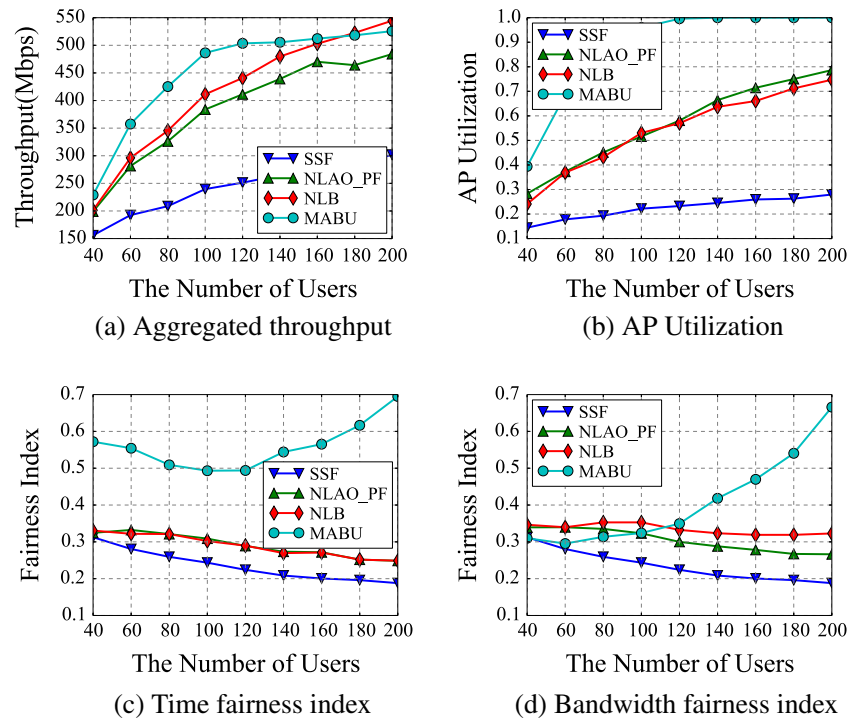 Throughput(Mbps)
550
500
450
400
350
300
250
200
150
SSF
NLAO_PF
NLB
MABU
40 60 80 100 120 140 160 180 200
The Number of Users
(a) Aggregated throughput
AP Utilization
1.0
0.9
0.8
0.7
0.6
0.5
0.4
0.3
0.2
0.1
SSF
NLAO_PF
NLB
MABU
40 60 80 100 120 140 160 180 200
The Number of Users
(b) AP Utilization
Fairness Index
0.7
0.6
0.5
0.4
0.3
0.2
0.1
SSF
NLAO_PF
NLB
MABU
40 60 80 100 120 140 160 180 200
The Number of Users
(c) Time fairness index
Fairness Index
0.7
0.6
0.5
0.4
0.3
0.2
0.1
SSF
NLAO_PF
NLB
MABU
40 60 80 100 120 140 160 180 200
The Number of Users
(d) Bandwidth fairness index